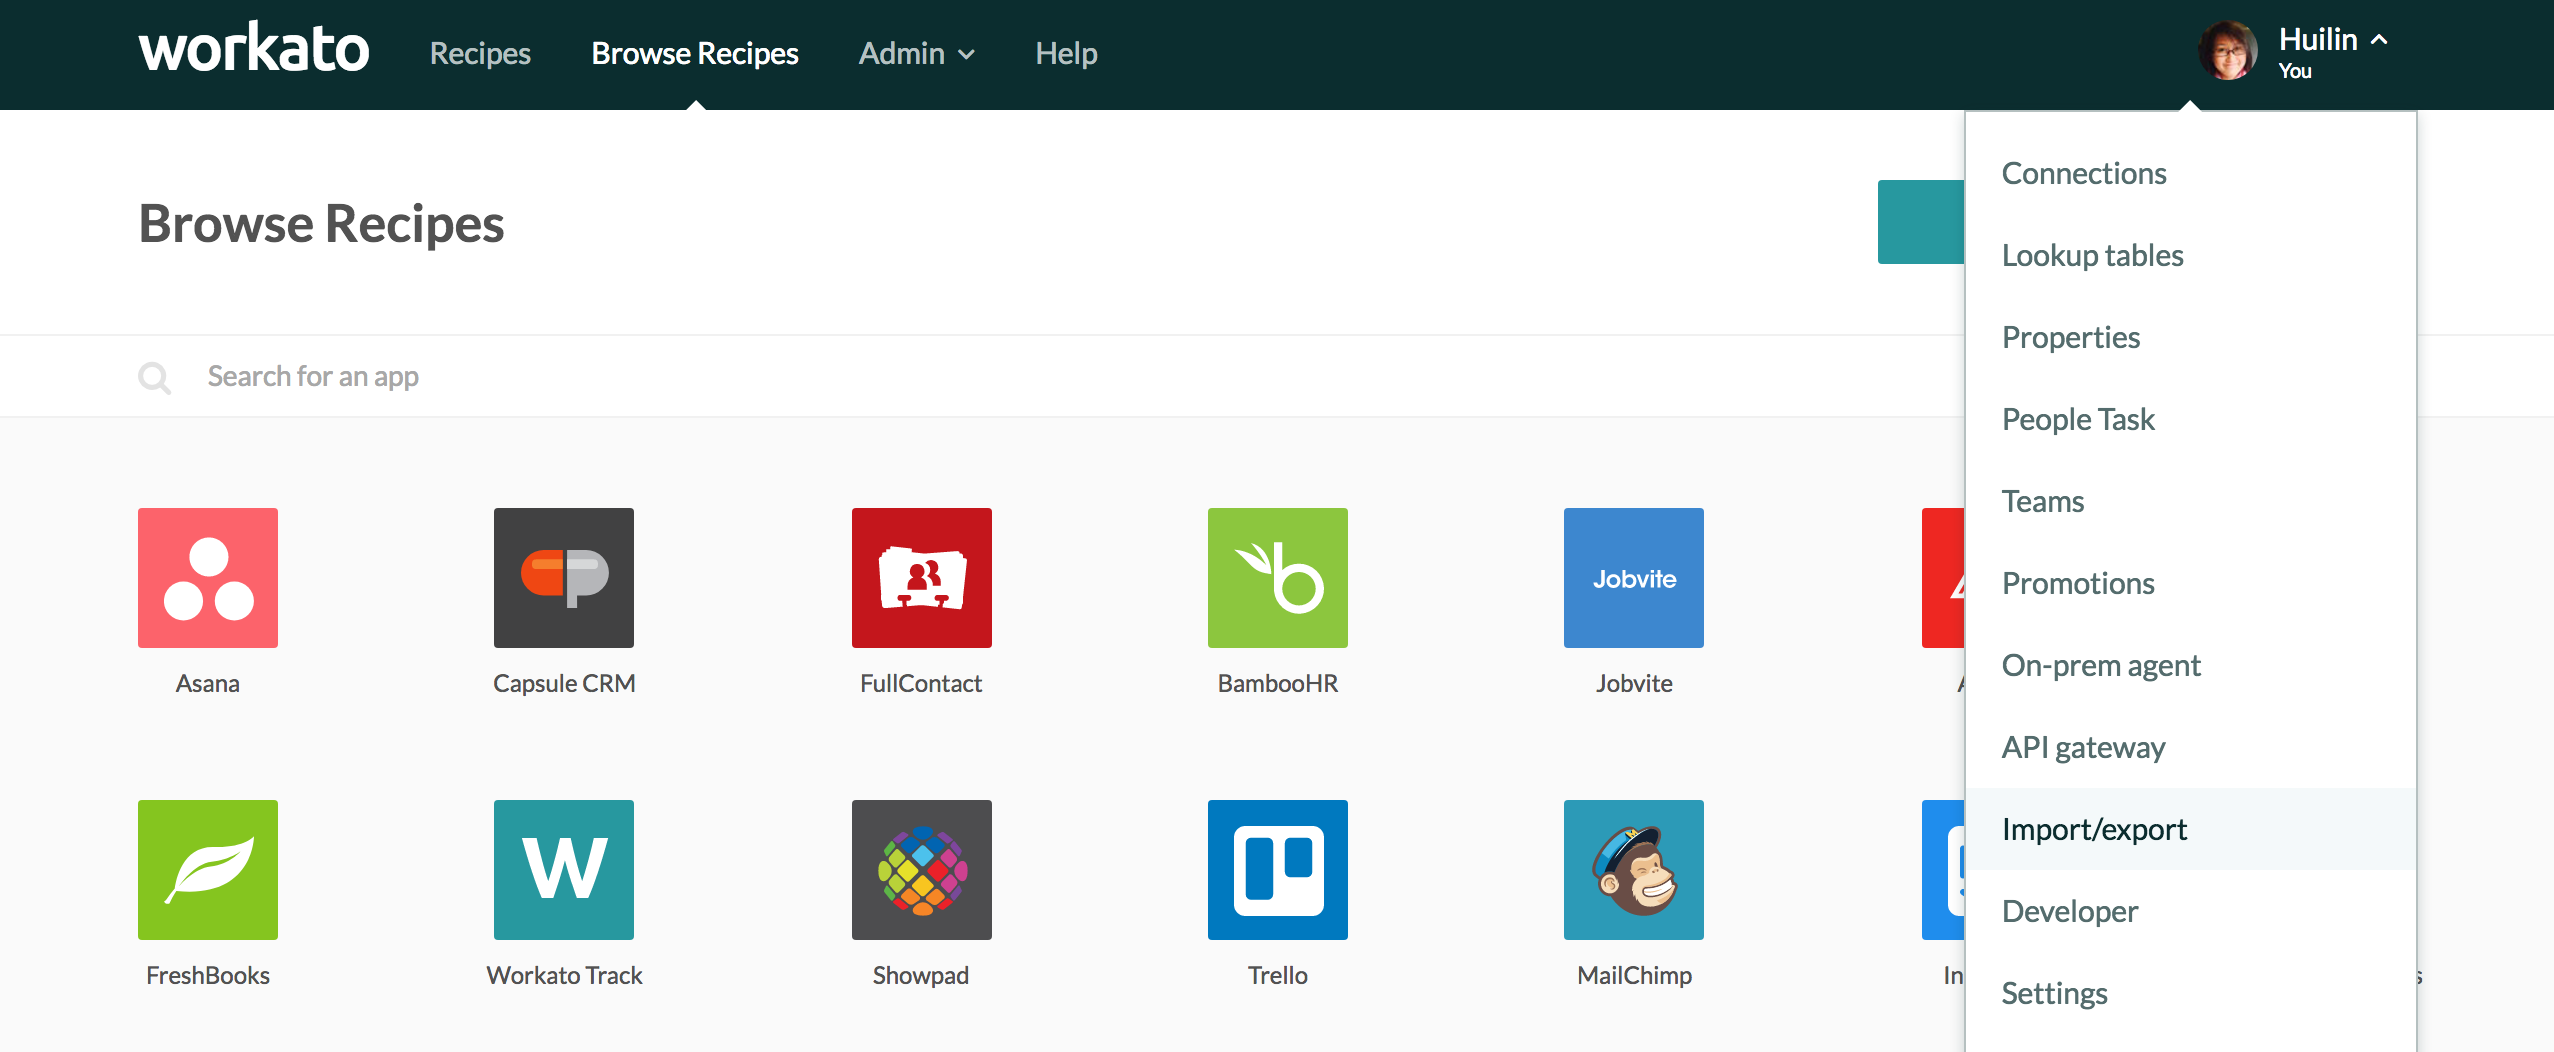 workato
Recipes
Browse Recipes
Admin
Help
Huilin
You
Browse Recipes
Search for an app
Connections
Lookup tables
Properties
People Task
Teams
Promotions
On-prem agent
API gateway
Import/export
Developer
Settings
Jobvite
Asana
Capsule CRM
FullContact
BambooHR
Jobvite
W
FreshBooks
Workato Track
Showpad
Trello
MailChimp